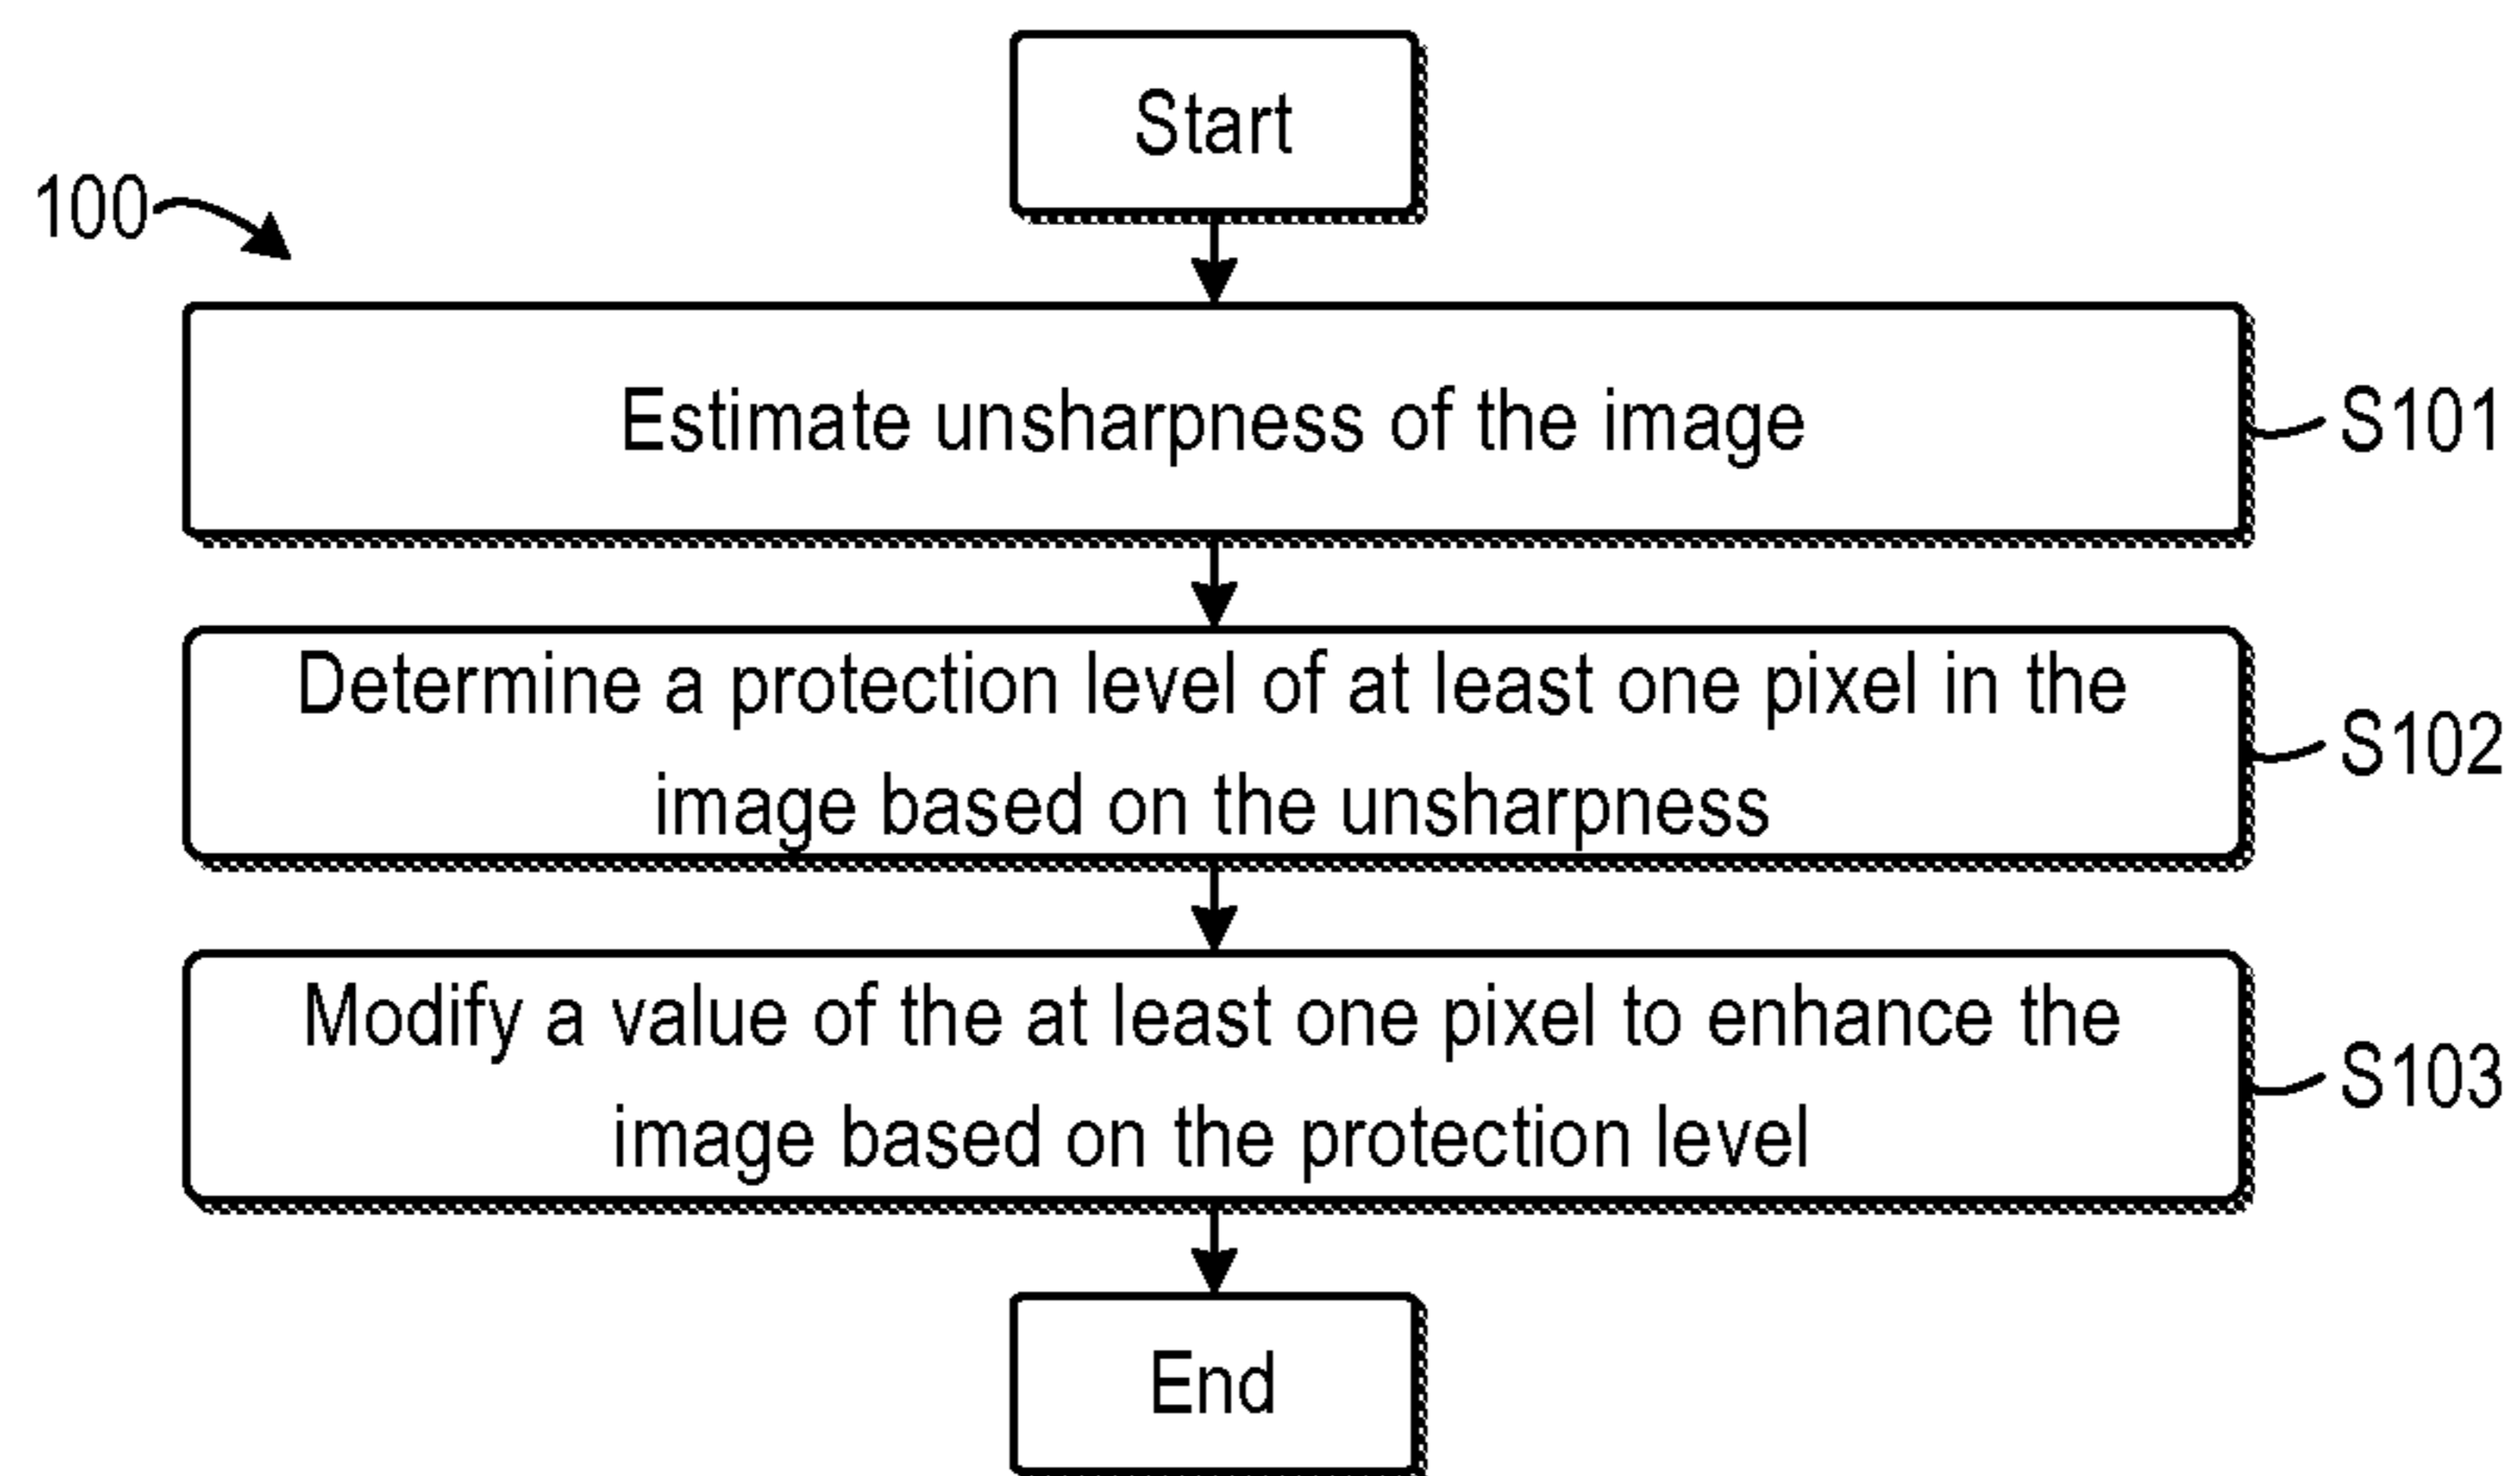 Start
100
Estimate unsharpness of the image
S101
Determine a protection level of at least one pixel in the
image based on the unsharpness
S102
Modify a value of the at least one pixel to enhance the
image based on the protection level
S103
End